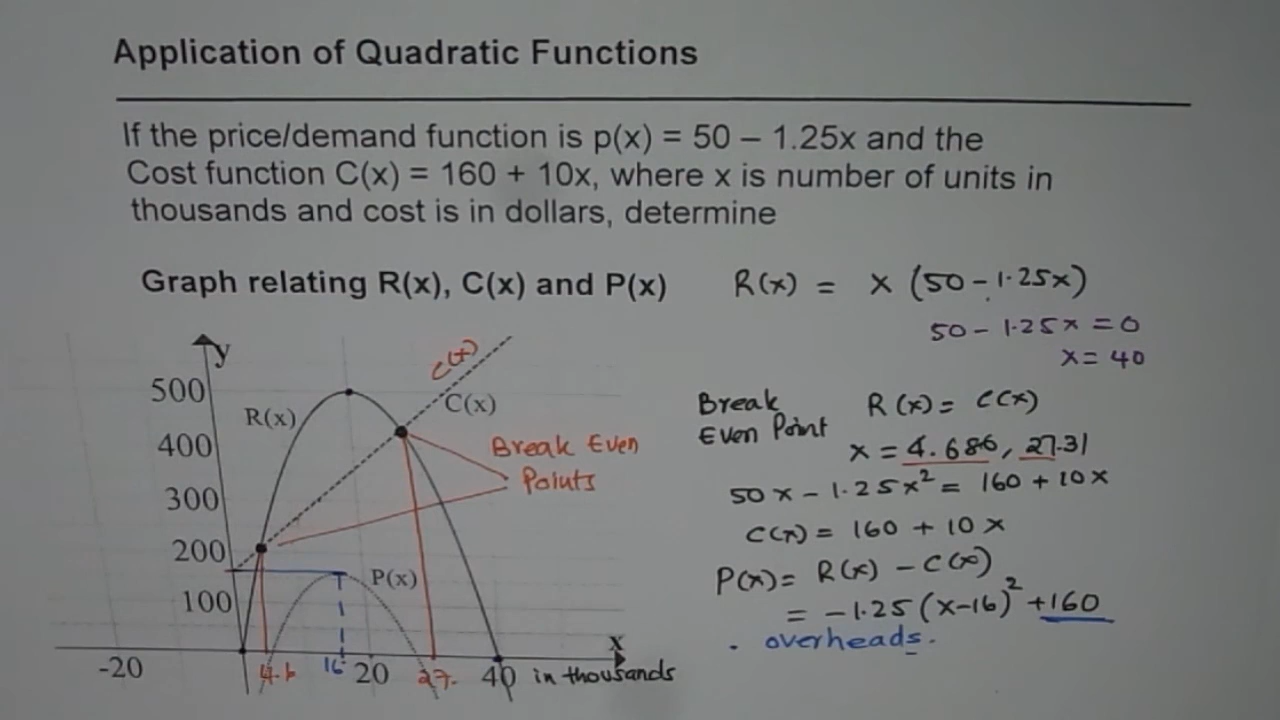 Application of Quadratic Functions
If the price/demand function is p(x) = 50 – 1.25x and the
Cost function C(x) = 160 + 10x, where x is number of units in
thousands and cost is in dollars, determine
Graph relating R(x), C(x) and P(x)
R(x) = x (50 - 1.25x)
50 - 1.25x = 0
x = 40
y
500
400
300
200
100
R(x)
C(x)
C(x)
Break Even
Points
P(x)
x
-20
4.6
16
20
27.
40
in thousands
Break
Even Point
R(x) = C(x)
x = 4.686, 27.31
50x - 1.25x² = 160 + 10x
C(x) = 160 + 10x
P(x) = R(x) - C(x)
= -1.25(x-16)² + 160
. overheads.